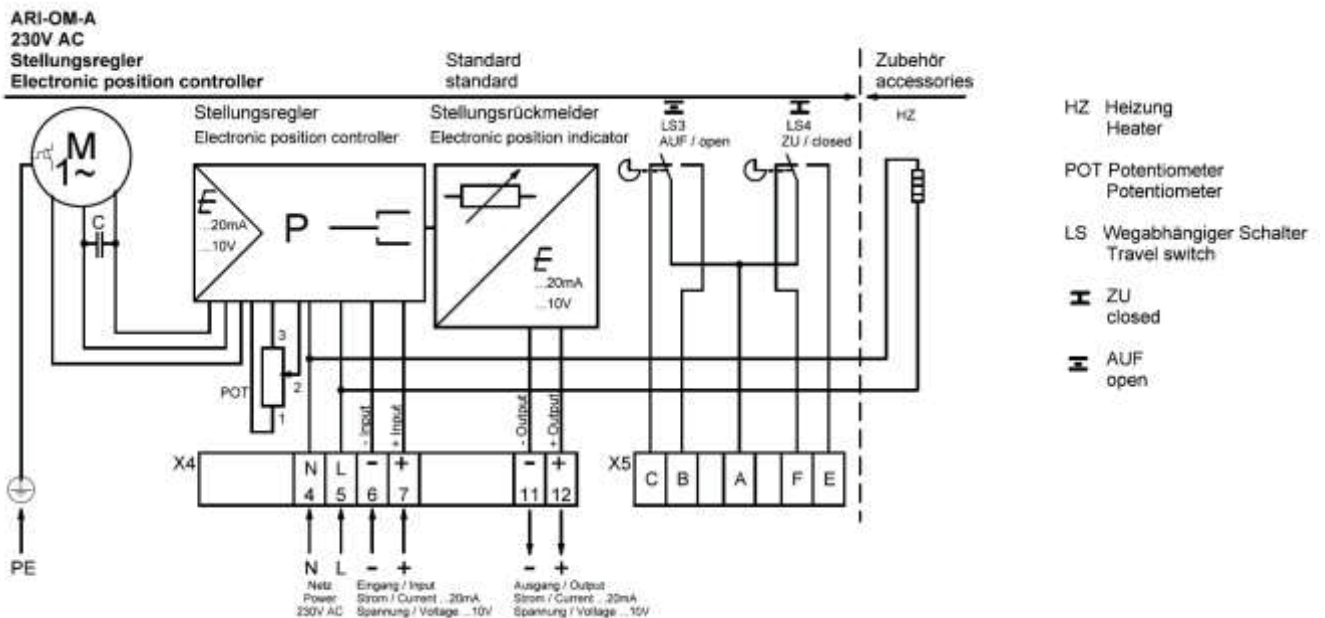 ARI-OM-A
230V AC
Stellungsregler
Electronic position controller
Standard
standard
Zubehör
accessories
Stellungsregler
Electronic position controller
Stellungsrückmelder
Electronic position indicator
LS3
AUF / open
LS4
ZU / closed
HZ
M
1~
C
E
...20mA
...10V
P
E
...20mA
...10V
POT
3
2
1
- Input
+ Input
- Output
+ Output
X4
N L - + - +
4 5 6 7 11 12
X5
C B A F E
PE
N L - + - +
Netz
Power
230V AC
Eingang / Input
Strom / Current ...20mA
Spannung / Voltage ...10V
Ausgang / Output
Strom / Current ...20mA
Spannung / Voltage ...10V
HZ Heizung
Heater
POT Potentiometer
Potentiometer
LS Wegabhängiger Schalter
Travel switch
ZU
closed
AUF
open